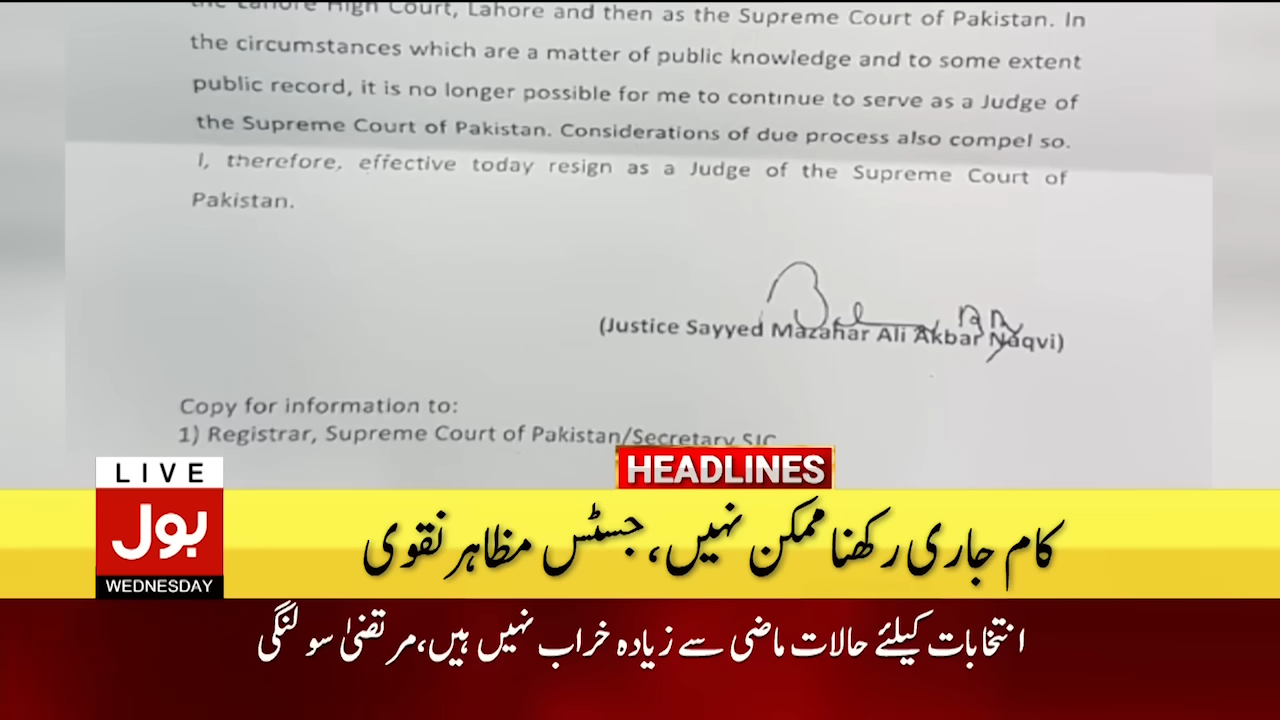 the Lahore High Court, Lahore and then as the Supreme Court of Pakistan. In
the circumstances which are a matter of public knowledge and to some extent
public record, it is no longer possible for me to continue to serve as a Judge of
the Supreme Court of Pakistan. Considerations of due process also compel so.
I, therefore, effective today resign as a Judge of the Supreme Court of
Pakistan.
(Justice Sayyed Mazahar Ali Akbar Naqvi)
Copy for information to:
1) Registrar, Supreme Court of Pakistan/Secretary SJC
HEADLINES
LIVE
بول
WEDNESDAY
کام جاری رکھنا ممکن نہیں، جسٹس مظاہر نقوی
انتخابات کیلئے حالات ماضی سے زیادہ خراب نہیں ہیں، مرتضیٰ سولنگی